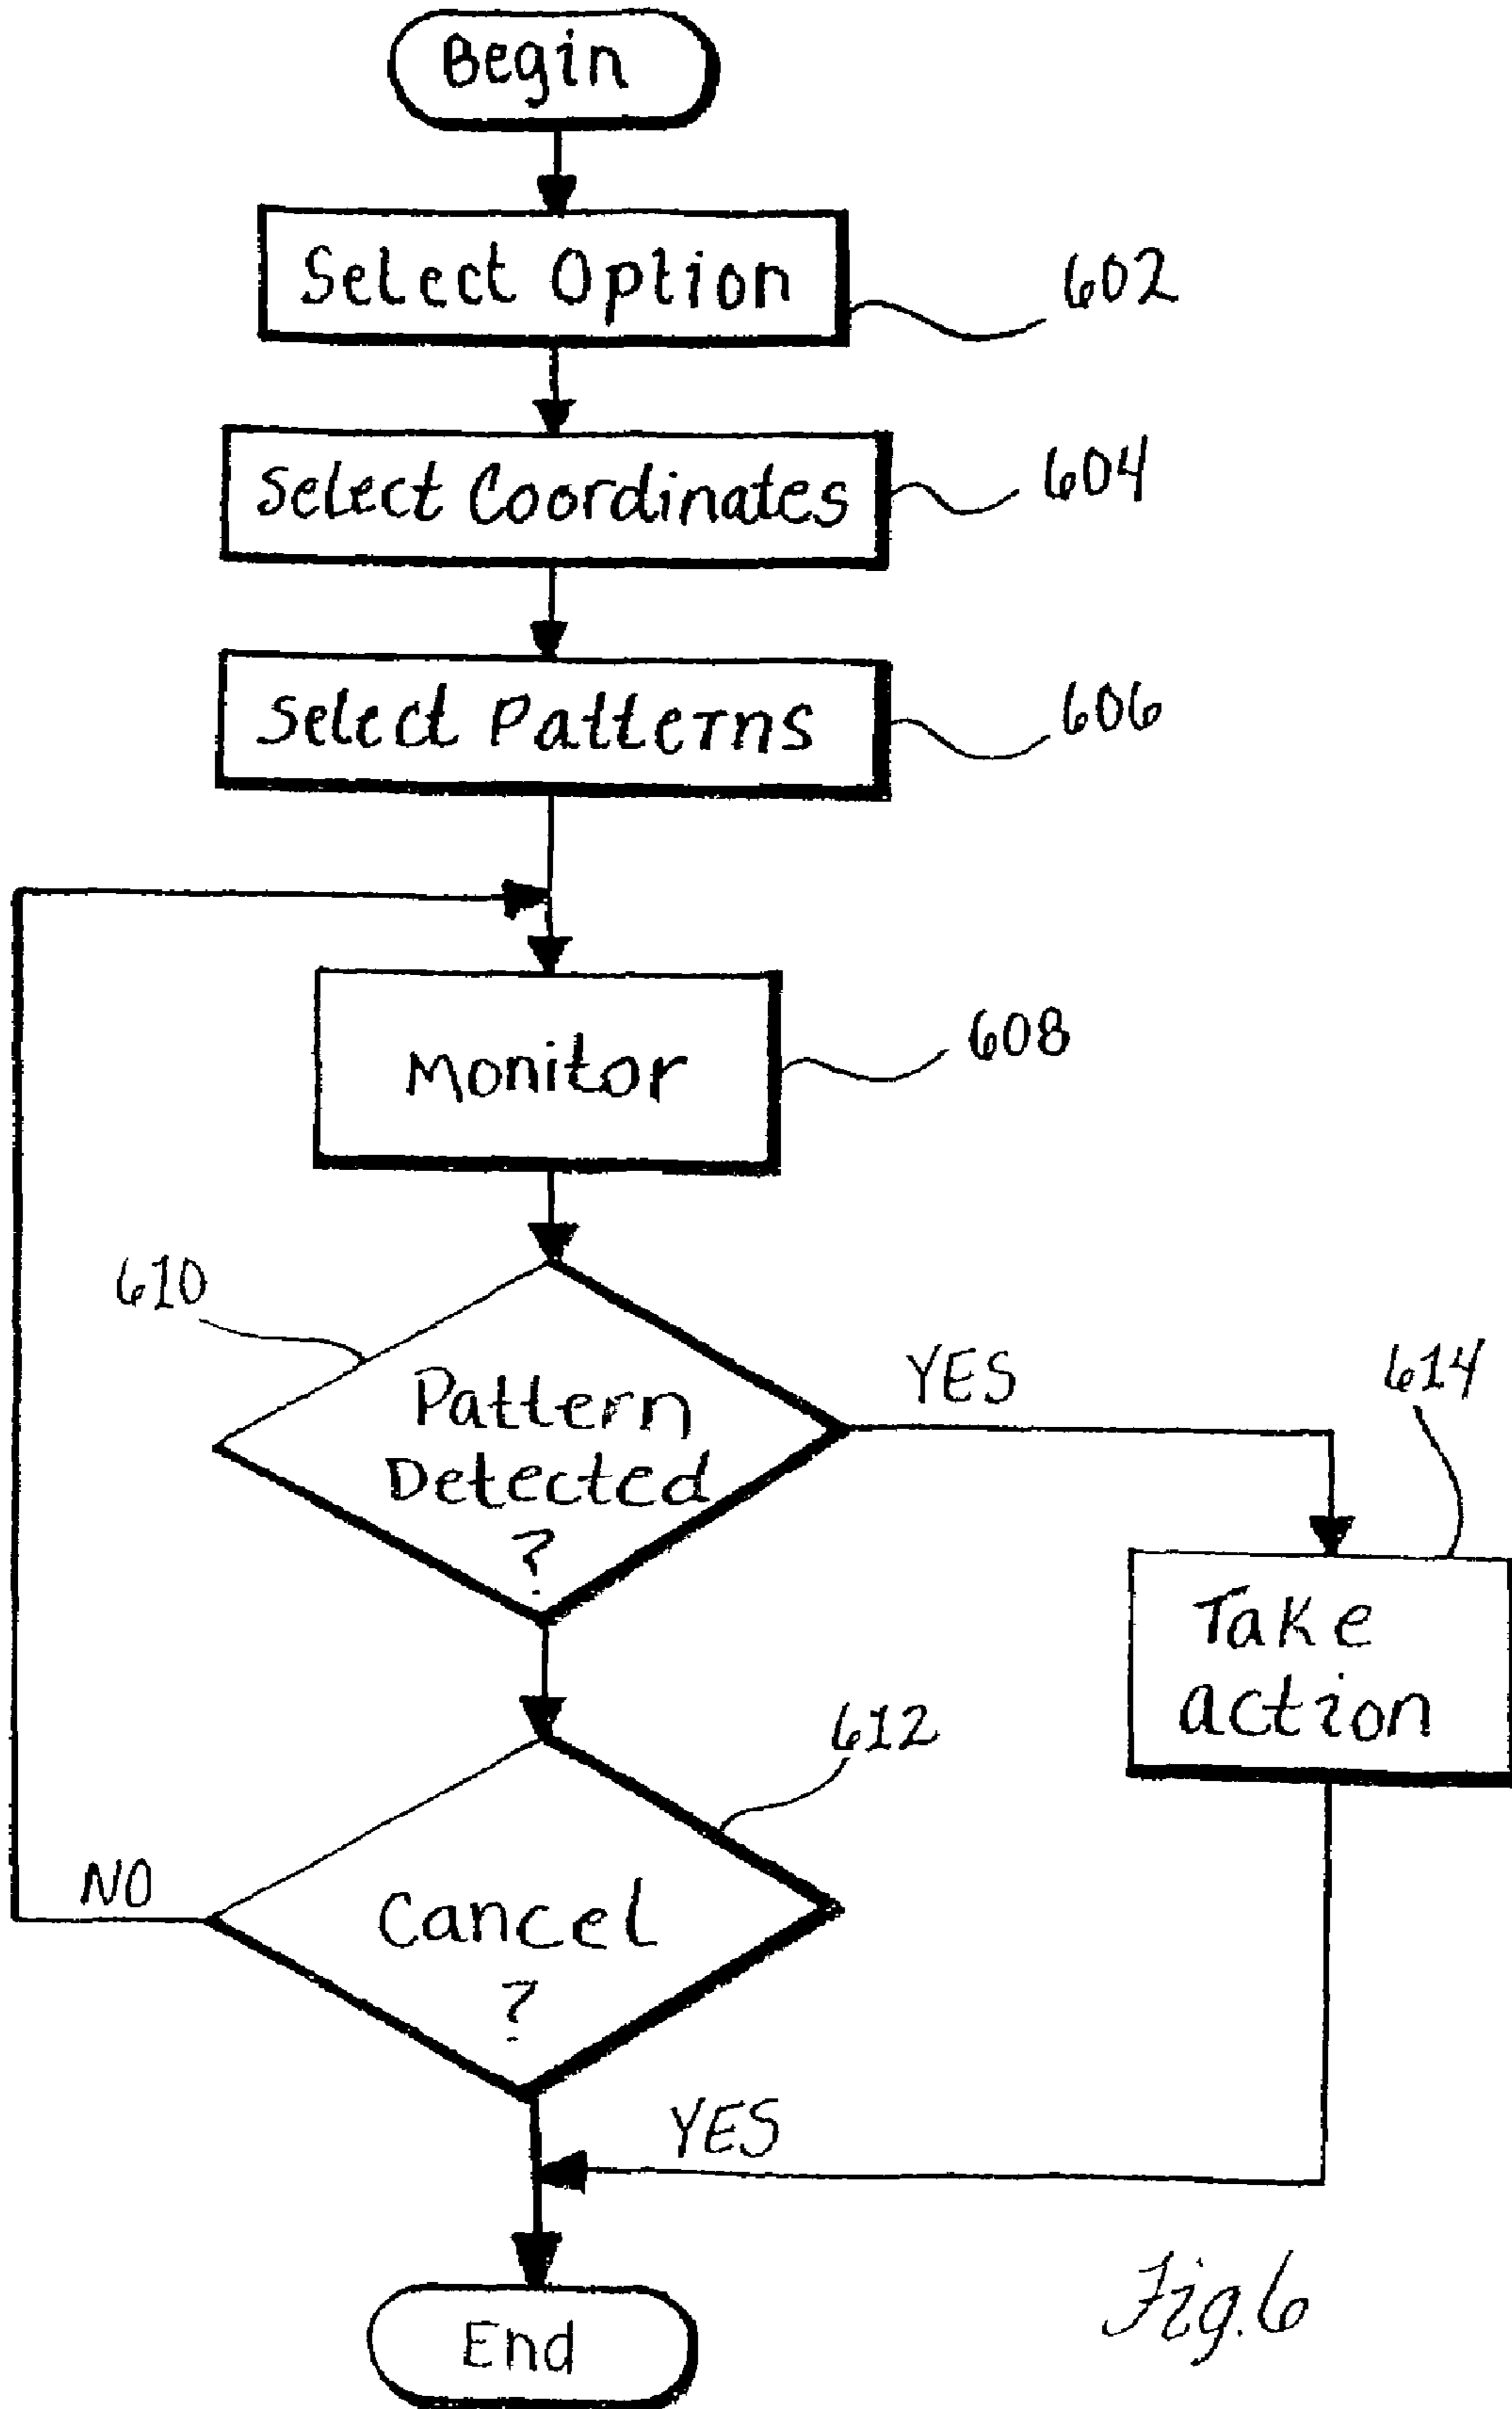 Begin
Select Option
602
Select Coordinates
604
Select Patterns
606
Monitor
608
610
Pattern
Detected
?
YES
614
Take
action
612
Cancel
?
NO
YES
End
Fig. 6